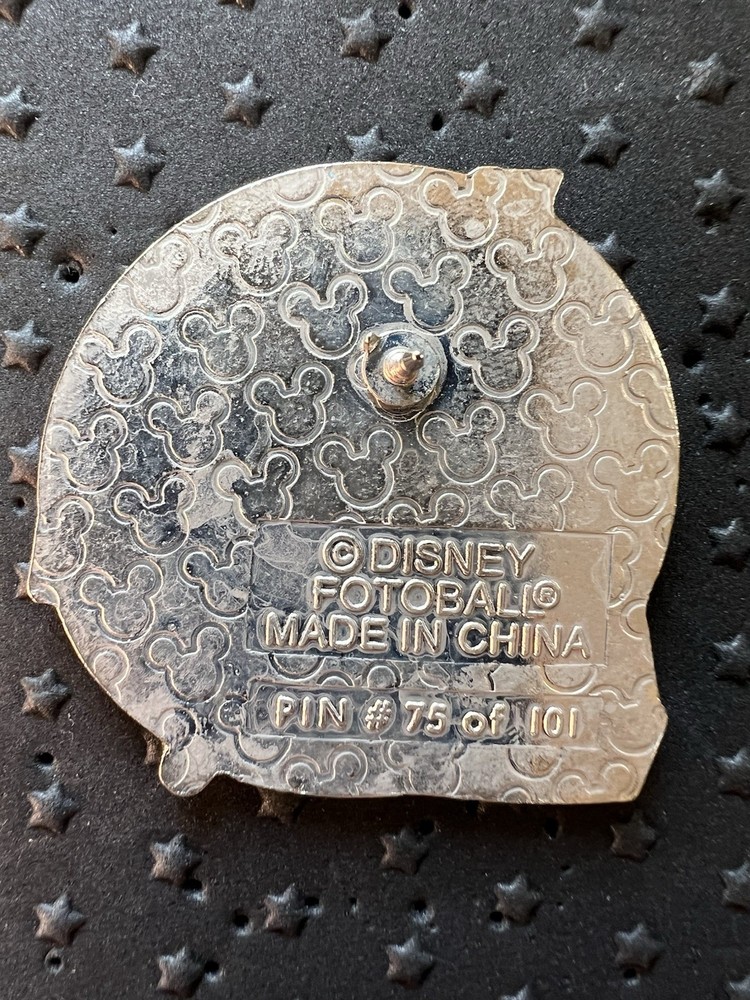 © DISNEY
FOTOBALL®
MADE IN CHINA
PIN # 75 of 101